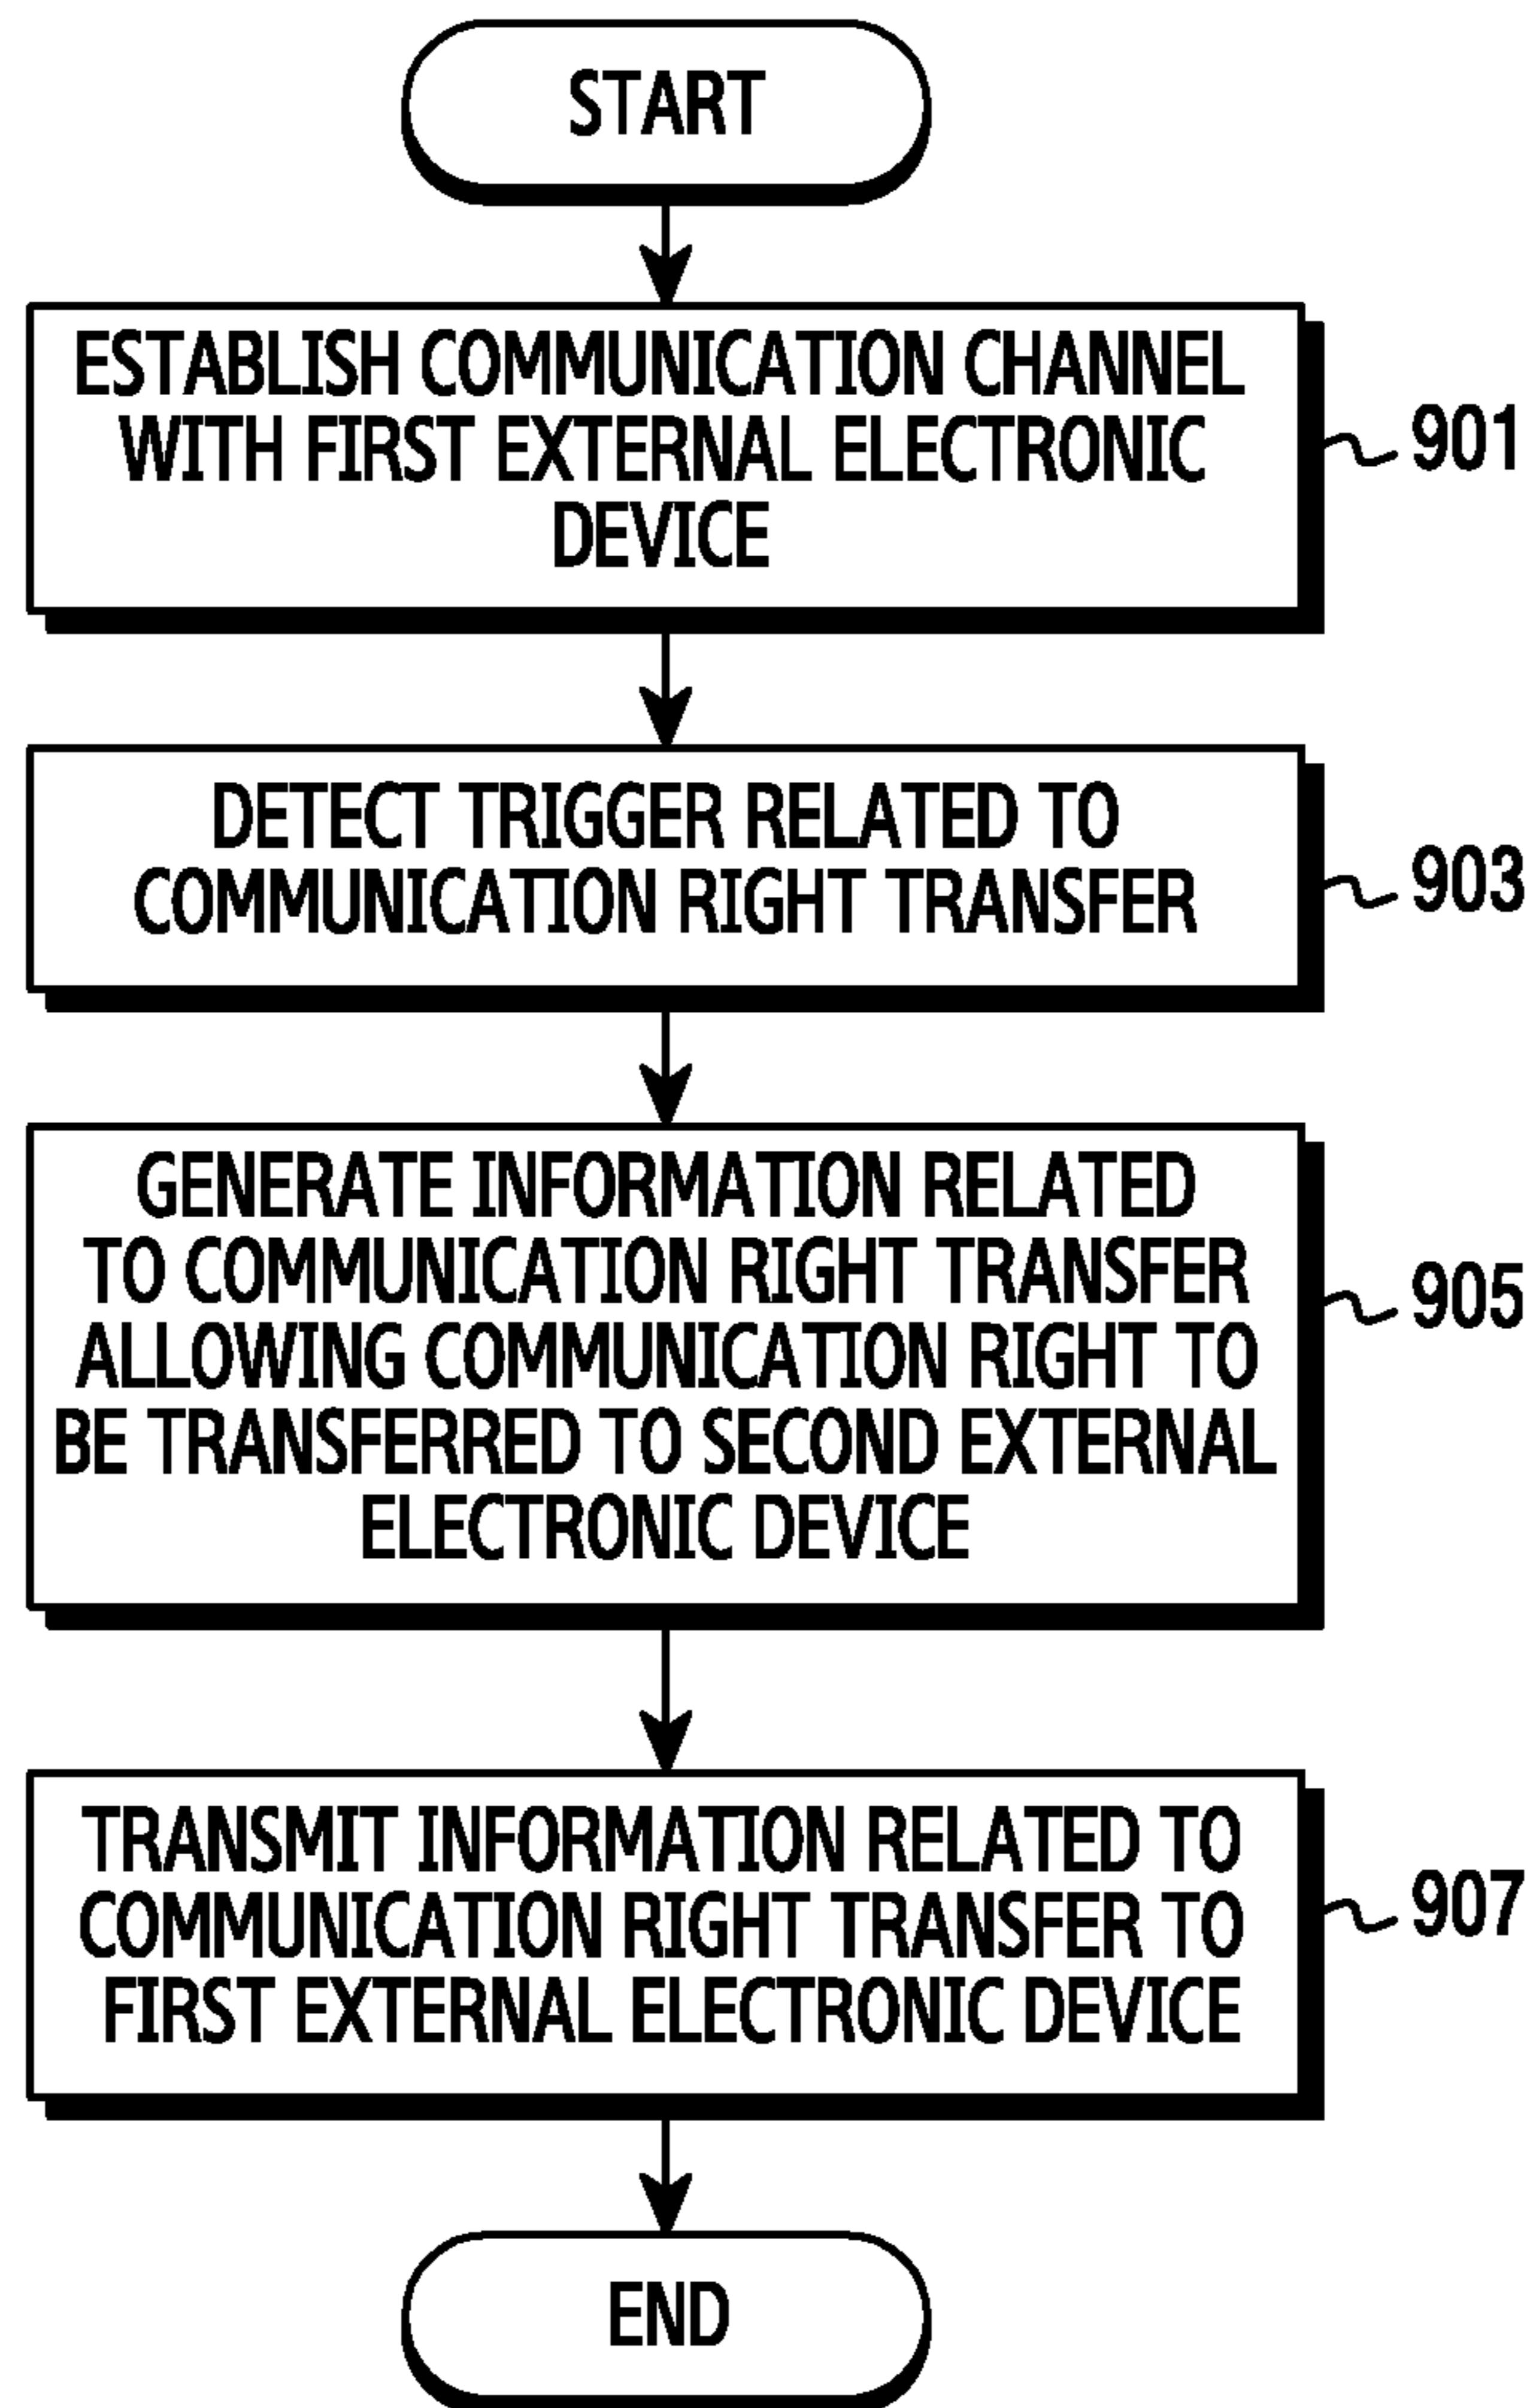 START
ESTABLISH COMMUNICATION CHANNEL
WITH FIRST EXTERNAL ELECTRONIC
DEVICE
901
DETECT TRIGGER RELATED TO
COMMUNICATION RIGHT TRANSFER
903
GENERATE INFORMATION RELATED
TO COMMUNICATION RIGHT TRANSFER
ALLOWING COMMUNICATION RIGHT TO
BE TRANSFERRED TO SECOND EXTERNAL
ELECTRONIC DEVICE
905
TRANSMIT INFORMATION RELATED TO
COMMUNICATION RIGHT TRANSFER TO
FIRST EXTERNAL ELECTRONIC DEVICE
907
END